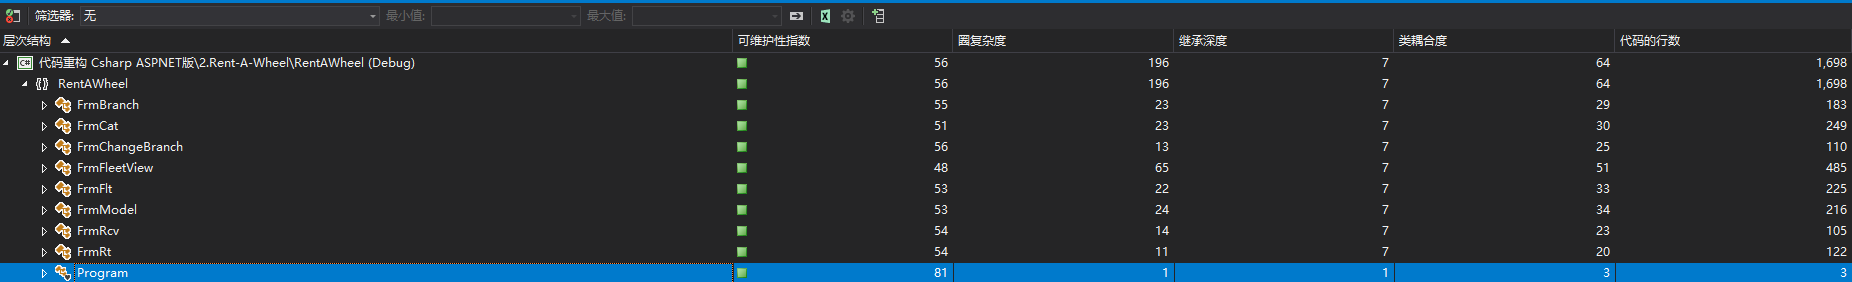 筛选器: 无 最小值: 最大值:
层次结构 可维护性指数 圈复杂度 继承深度 类耦合度 代码的行数
C# 代码重构 Csharp ASPNET版\2.Rent-A-Wheel\RentAWheel (Debug) 56 196 7 64 1,698
{} RentAWheel 56 196 7 64 1,698
FrmBranch 55 23 7 29 183
FrmCat 51 23 7 30 249
FrmChangeBranch 56 13 7 25 110
FrmFleetView 48 65 7 51 485
FrmFlt 53 22 7 33 225
FrmModel 53 24 7 34 216
FrmRcv 54 14 7 23 105
FrmRt 54 11 7 20 122
Program 81 1 1 3 3